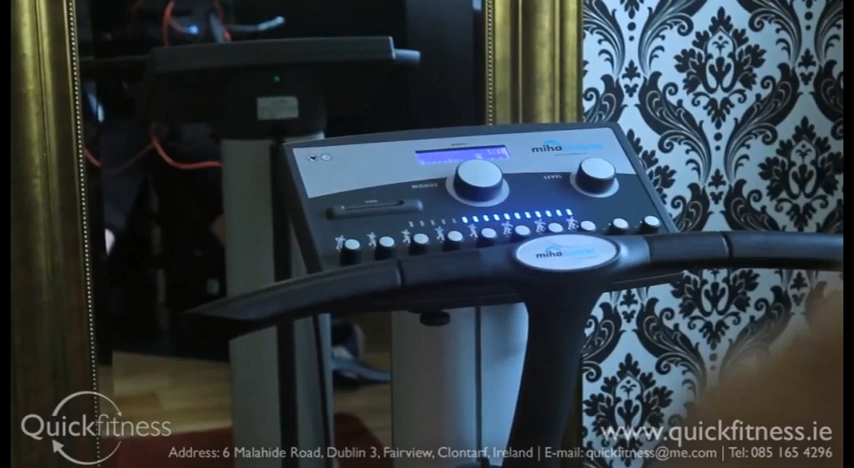 miha
MODUS
LEVEL
miha
Quickfitness
www.quickfitness.ie
Address: 6 Malahide Road, Dublin 3, Fairview, Clontarf, Ireland | E-mail: quickfitness@me.com | Tel: 085 165 4296